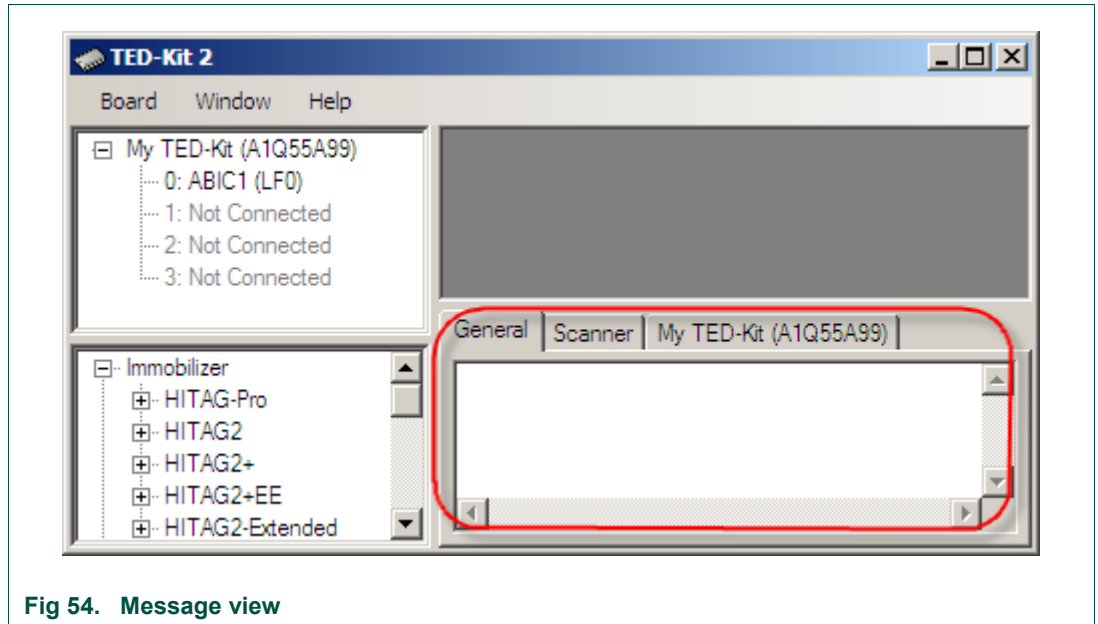 TED-Kit 2
Board Window Help
My TED-Kit (A1Q55A99)
0: ABIC1 (LF0)
1: Not Connected
2: Not Connected
3: Not Connected
General Scanner My TED-Kit (A1Q55A99)
Immobilizer
HITAG-Pro
HITAG2
HITAG2+
HITAG2+EE
HITAG2-Extended
Fig 54. Message view